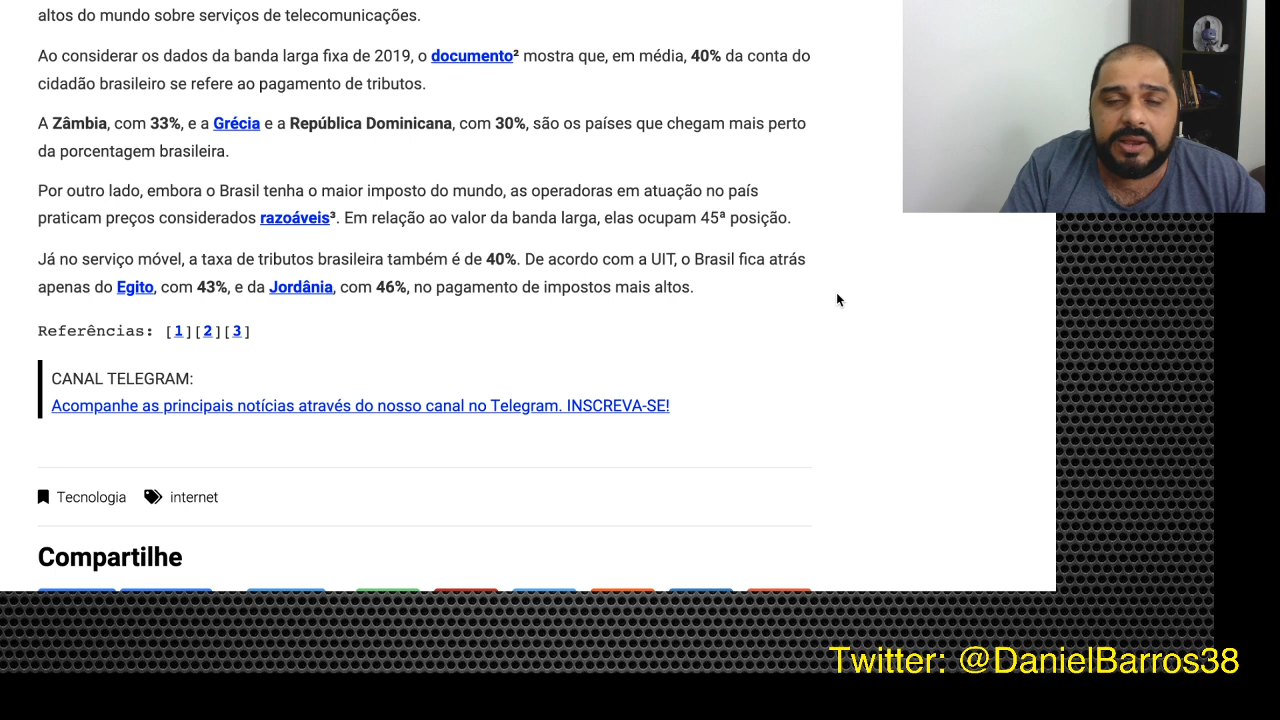 altos do mundo sobre serviços de telecomunicações.
Ao considerar os dados da banda larga fixa de 2019, o documento² mostra que, em média, 40% da conta do
cidadão brasileiro se refere ao pagamento de tributos.
A Zâmbia, com 33%, e a Grécia e a República Dominicana, com 30%, são os países que chegam mais perto
da porcentagem brasileira.
Por outro lado, embora o Brasil tenha o maior imposto do mundo, as operadoras em atuação no país
praticam preços considerados razoáveis³. Em relação ao valor da banda larga, elas ocupam 45ª posição.
Já no serviço móvel, a taxa de tributos brasileira também é de 40%. De acordo com a UIT, o Brasil fica atrás
apenas do Egito, com 43%, e da Jordânia, com 46%, no pagamento de impostos mais altos.
Referências: [1][2][3]
CANAL TELEGRAM:
Acompanhe as principais notícias através do nosso canal no Telegram. INSCREVA-SE!
Tecnologia internet
Compartilhe
Twitter: @DanielBarros38